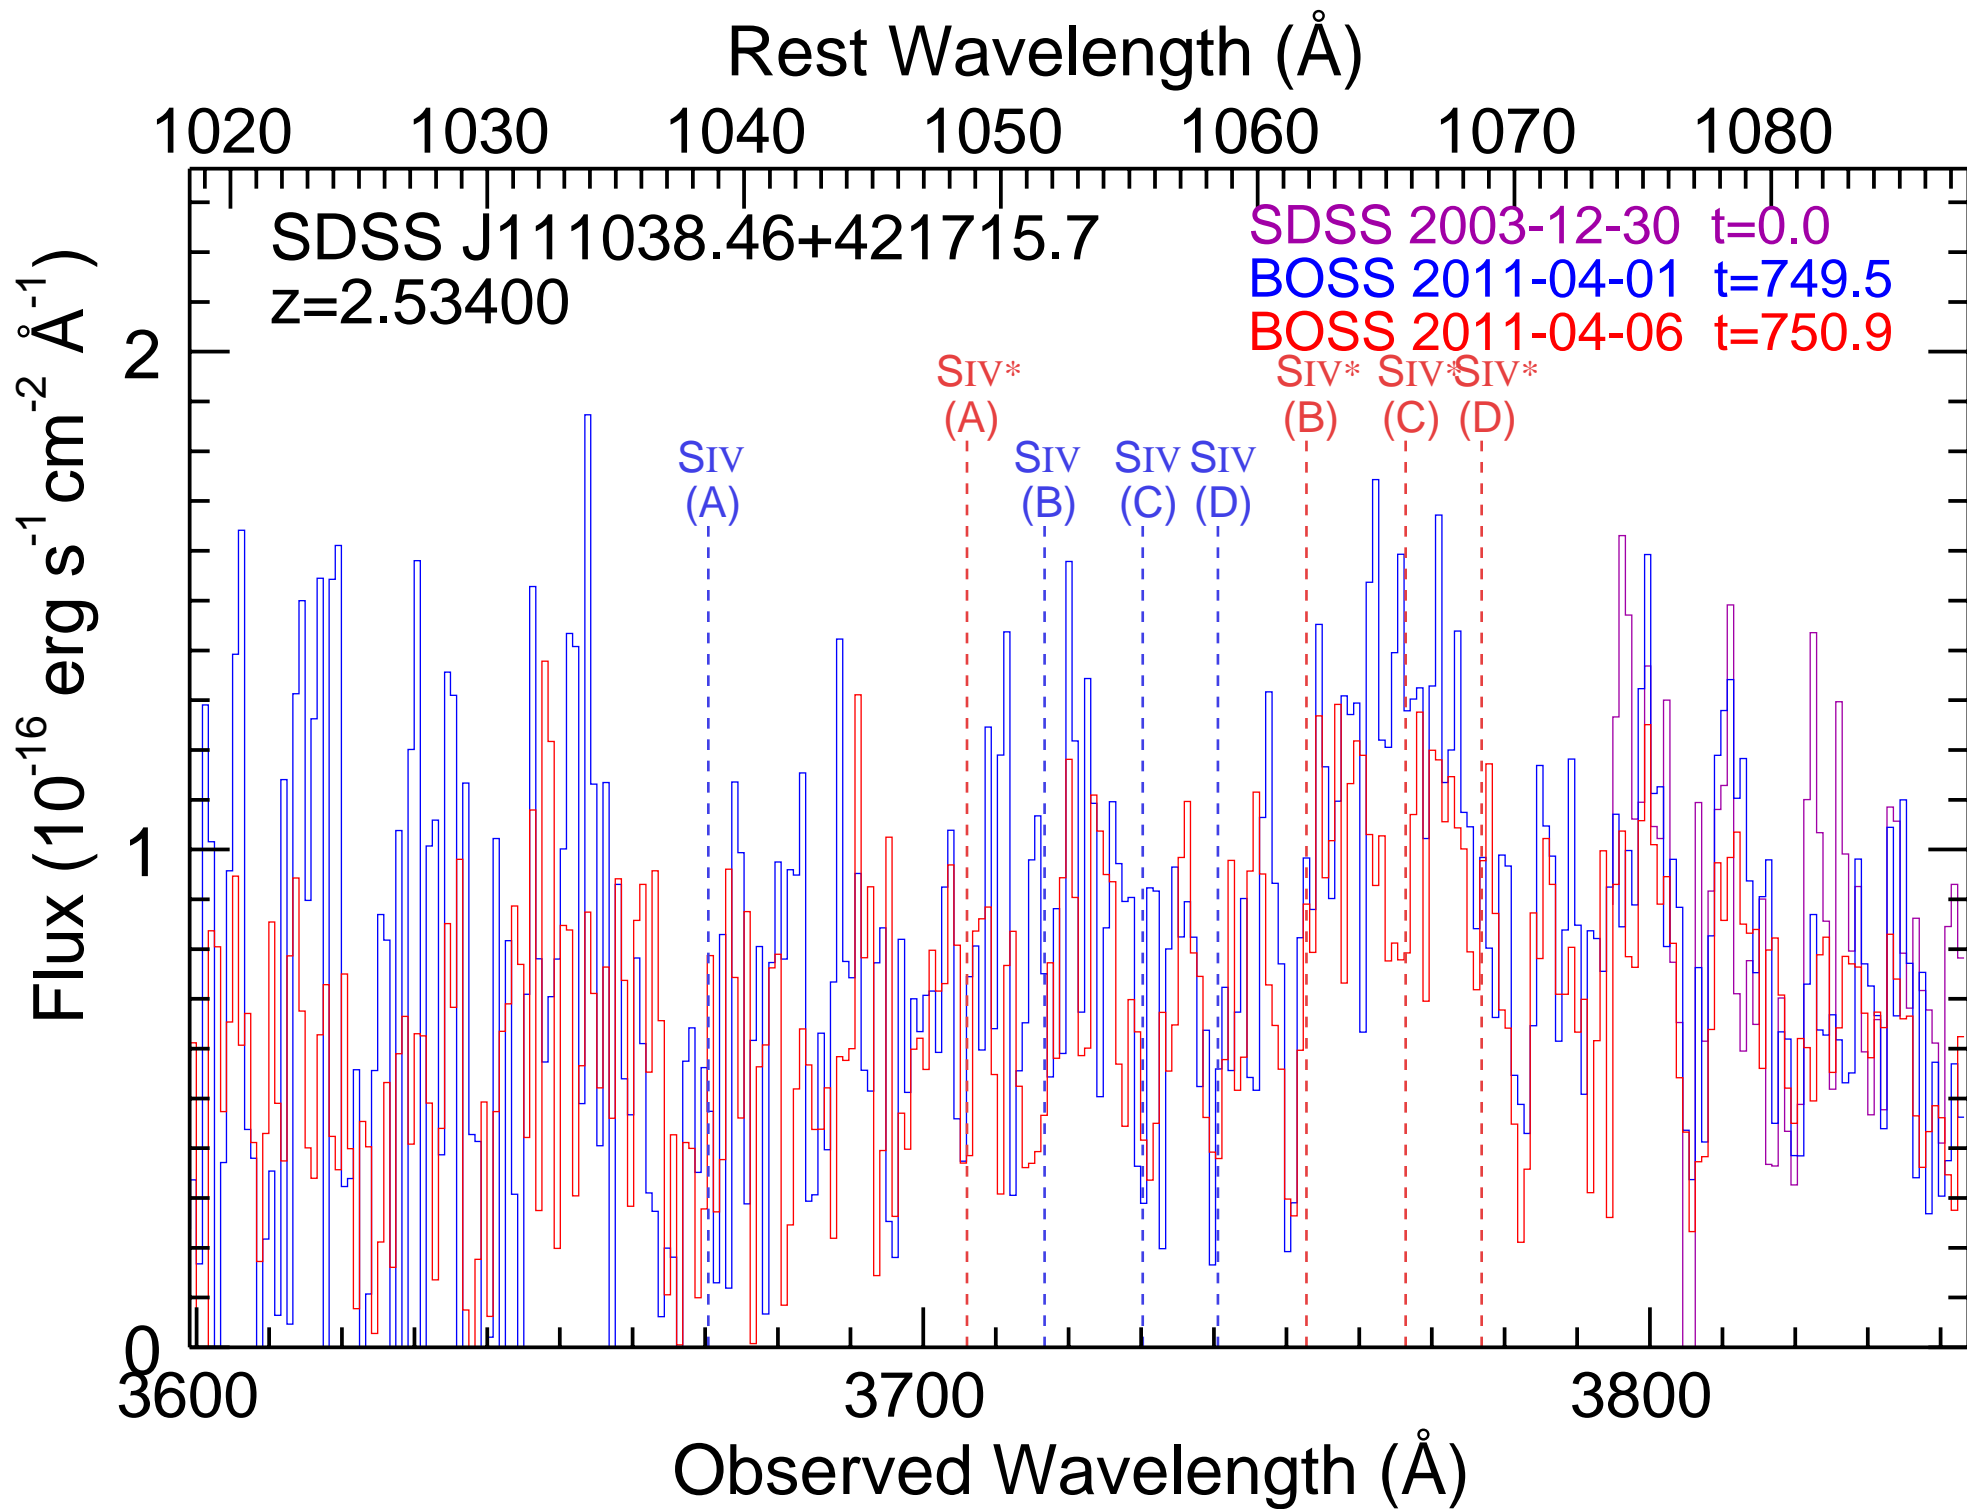 Rest Wavelength (Å)
1020 1030 1040 1050 1060 1070 1080
SDSS J111038.46+421715.7
z=2.53400
SDSS 2003-12-30 t=0.0
BOSS 2011-04-01 t=749.5
BOSS 2011-04-06 t=750.9
SIV* SIV* SIV* SIV*
(A) (B) (C) (D)
SIV SIV SIV SIV
(A) (B) (C) (D)
Flux (10⁻¹⁶ erg s⁻¹ cm⁻² Å⁻¹)
2
1
0
3600 3700 3800
Observed Wavelength (Å)